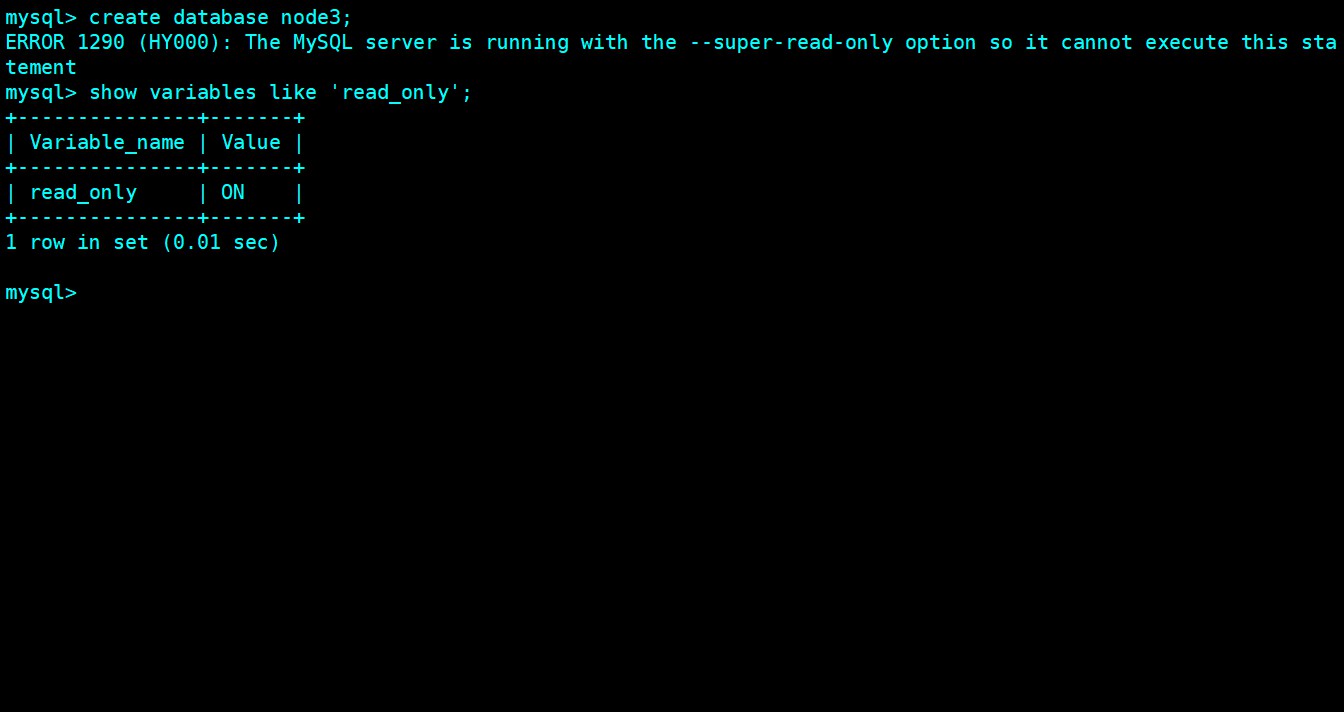 mysql> create database node3;
ERROR 1290 (HY000): The MySQL server is running with the --super-read-only option so it cannot execute this sta
tement
mysql> show variables like 'read_only';
+---------------+-------+
| Variable_name | Value |
+---------------+-------+
| read_only     | ON    |
+---------------+-------+
1 row in set (0.01 sec)

mysql>